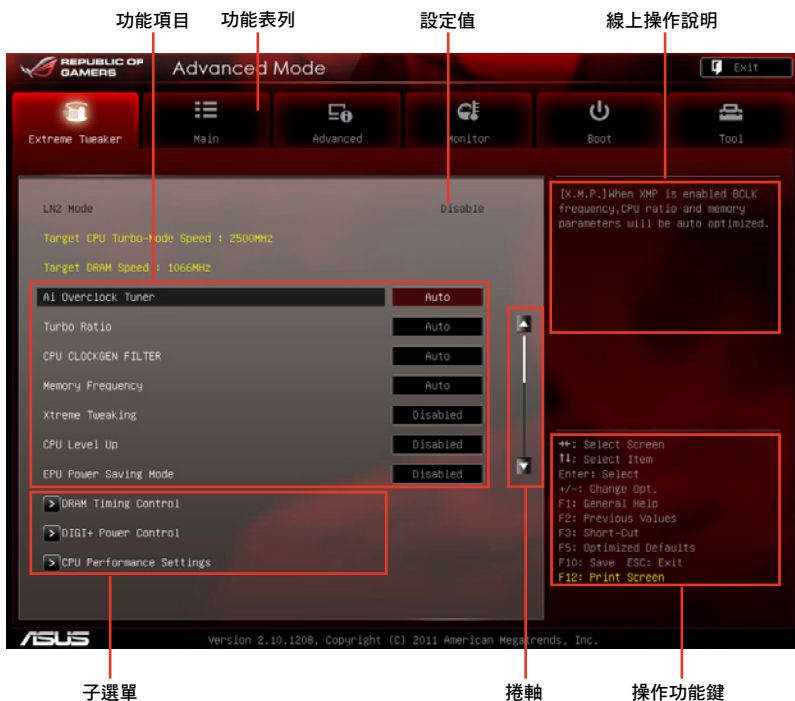 功能項目 功能表列 設定值 線上操作說明
REPUBLIC OF
GAMERS
Advanced Mode
Exit
Extreme Tweaker Main Advanced Monitor Boot Tool
LN2 Mode Disable
Target CPU Turbo-Mode Speed : 2500MHz
Target DRAM Speed : 1066MHz
Ai Overclock Tuner Auto
Turbo Ratio Auto
CPU CLOCKGEN FILTER Auto
Memory Frequency Auto
Xtreme Tweaking Disabled
CPU Level Up Disabled
EPU Power Saving Mode Disabled
> DRAM Timing Control
> DIGI+ Power Control
> CPU Performance Settings
[X.M.P.]When XMP is enabled BCLK
frequency,CPU ratio and memory
parameters will be auto optimized.
→←: Select Screen
↑↓: Select Item
Enter: Select
+/-: Change Opt.
F1: General Help
F2: Previous Values
F3: Short-Cut
F5: Optimized Defaults
F10: Save ESC: Exit
F12: Print Screen
ASUS
Version 2.10.1208. Copyright (C) 2011 American Megatrends, Inc.
子選單 捲軸 操作功能鍵